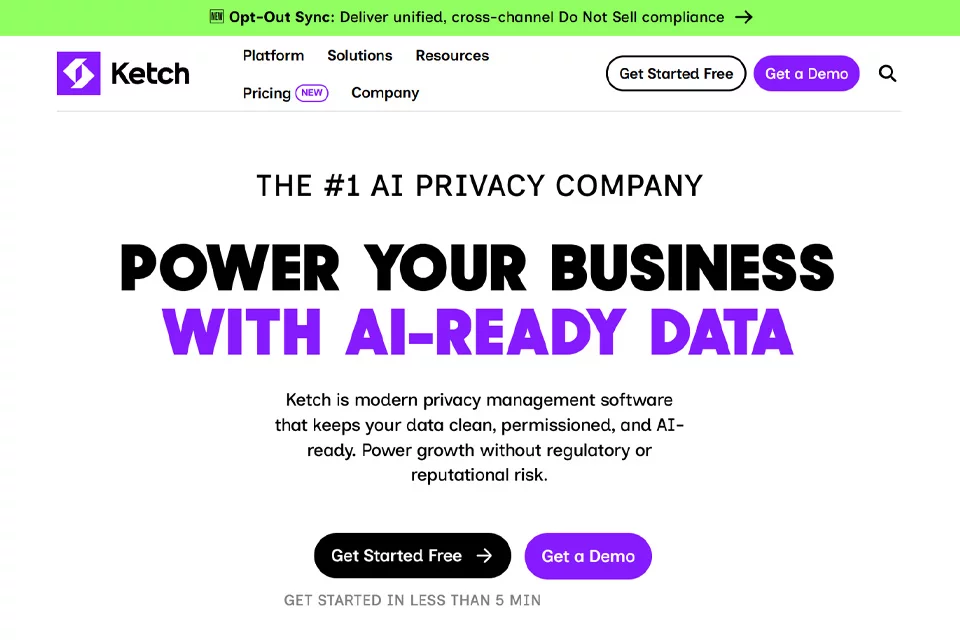 🆕 Opt-Out Sync: Deliver unified, cross-channel Do Not Sell compliance →
Ketch
Platform Solutions Resources
Pricing NEW Company
Get Started Free Get a Demo
THE #1 AI PRIVACY COMPANY
POWER YOUR BUSINESS
WITH AI-READY DATA
Ketch is modern privacy management software
that keeps your data clean, permissioned, and AI-
ready. Power growth without regulatory or
reputational risk.
Get Started Free → Get a Demo
GET STARTED IN LESS THAN 5 MIN